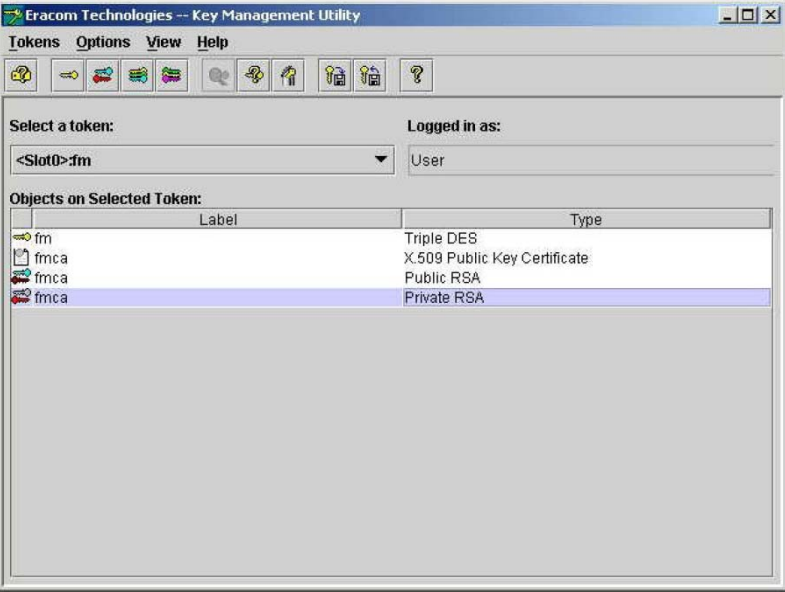 Eracom Technologies -- Key Management Utility
Tokens Options View Help
Select a token: Logged in as:
<Slot0>:fm User
Objects on Selected Token:
Label Type
fm Triple DES
fmca X.509 Public Key Certificate
fmca Public RSA
fmca Private RSA